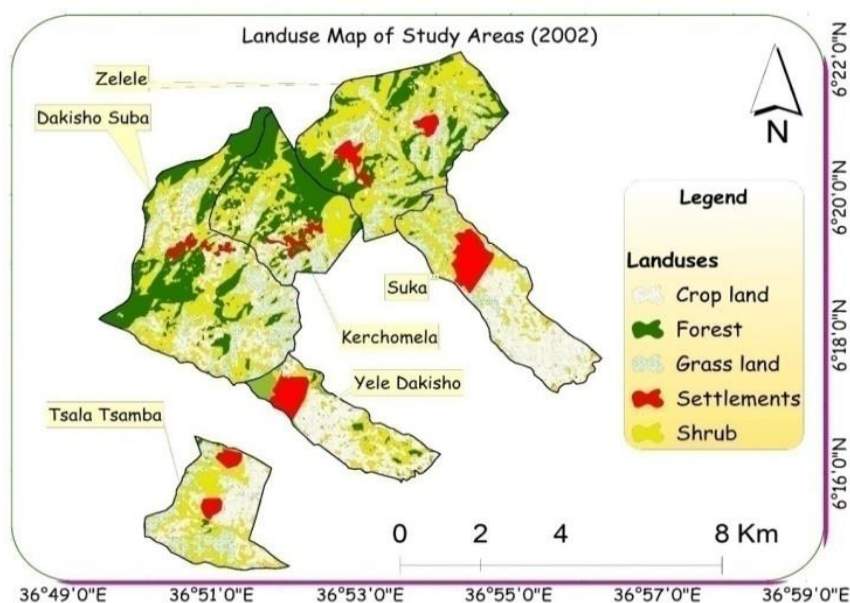 Landuse Map of Study Areas (2002)
Zelele
Dakisho Suba
N
Suka
Kerchomela
Yele Dakisho
Tsala Tsamba
Legend
Landuses
Crop land
Forest
Grass land
Settlements
Shrub
0 2 4 8 Km
6°22'0"N
6°20'0"N
6°18'0"N
6°16'0"N
36°49'0"E 36°51'0"E 36°53'0"E 36°55'0"E 36°57'0"E 36°59'0"E